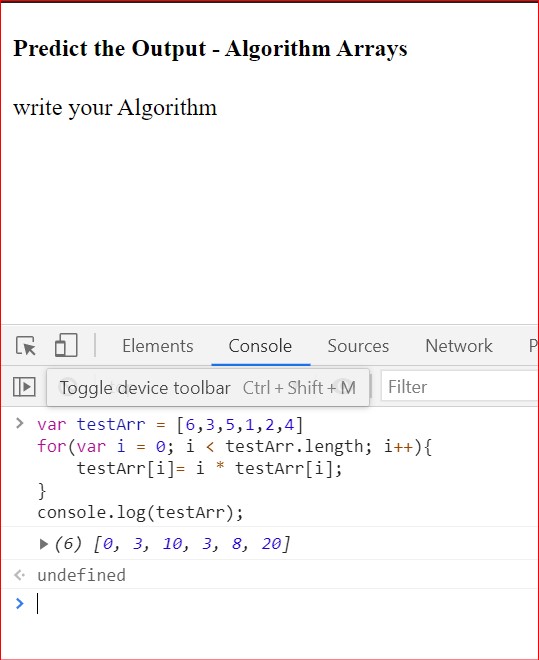 Predict the Output - Algorithm Arrays
write your Algorithm
Elements Console Sources Network P
Toggle device toolbar Ctrl + Shift + M Filter
> var testArr = [6,3,5,1,2,4]
for(var i = 0; i < testArr.length; i++){
    testArr[i]= i * testArr[i];
}
console.log(testArr);
▶(6) [0, 3, 10, 3, 8, 20]
<· undefined
>